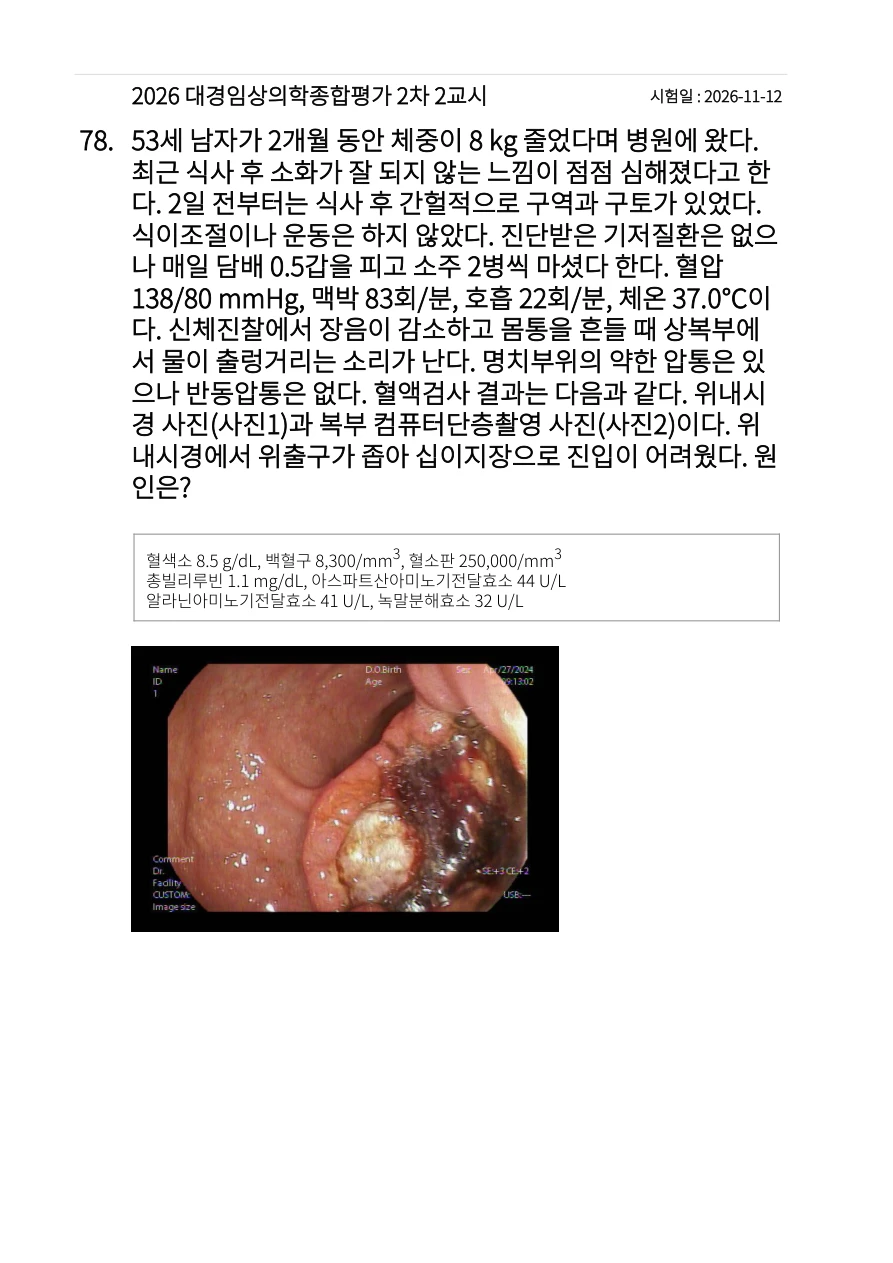 2026 대경임상의학종합평가 2차 2교시
시험일 : 2026-11-12
78. 53세 남자가 2개월 동안 체중이 8 kg 줄었다며 병원에 왔다.
최근 식사 후 소화가 잘 되지 않는 느낌이 점점 심해졌다고 한
다. 2일 전부터는 식사 후 간헐적으로 구역과 구토가 있었다.
식이조절이나 운동은 하지 않았다. 진단받은 기저질환은 없으
나 매일 담배 0.5갑을 피고 소주 2병씩 마셨다 한다. 혈압
138/80 mmHg, 맥박 83회/분, 호흡 22회/분, 체온 37.0℃이
다. 신체진찰에서 장음이 감소하고 몸통을 흔들 때 상복부에
서 물이 출렁거리는 소리가 난다. 명치부위의 약한 압통은 있
으나 반동압통은 없다. 혈액검사 결과는 다음과 같다. 위내시
경 사진(사진1)과 복부 컴퓨터단층촬영 사진(사진2)이다. 위
내시경에서 위출구가 좁아 십이지장으로 진입이 어려웠다. 원
인은?
혈색소 8.5 g/dL, 백혈구 8,300/mm³, 혈소판 250,000/mm³
총빌리루빈 1.1 mg/dL, 아스파트산아미노기전달효소 44 U/L
알라닌아미노기전달효소 41 U/L, 녹말분해효소 32 U/L
Name D.O.Birth Sex: Apr/27/2024
ID Age 09:13:02
1
Comment
Dr. SE:+3 CE:+2
Facility
CUSTOM: USB:---
Image size